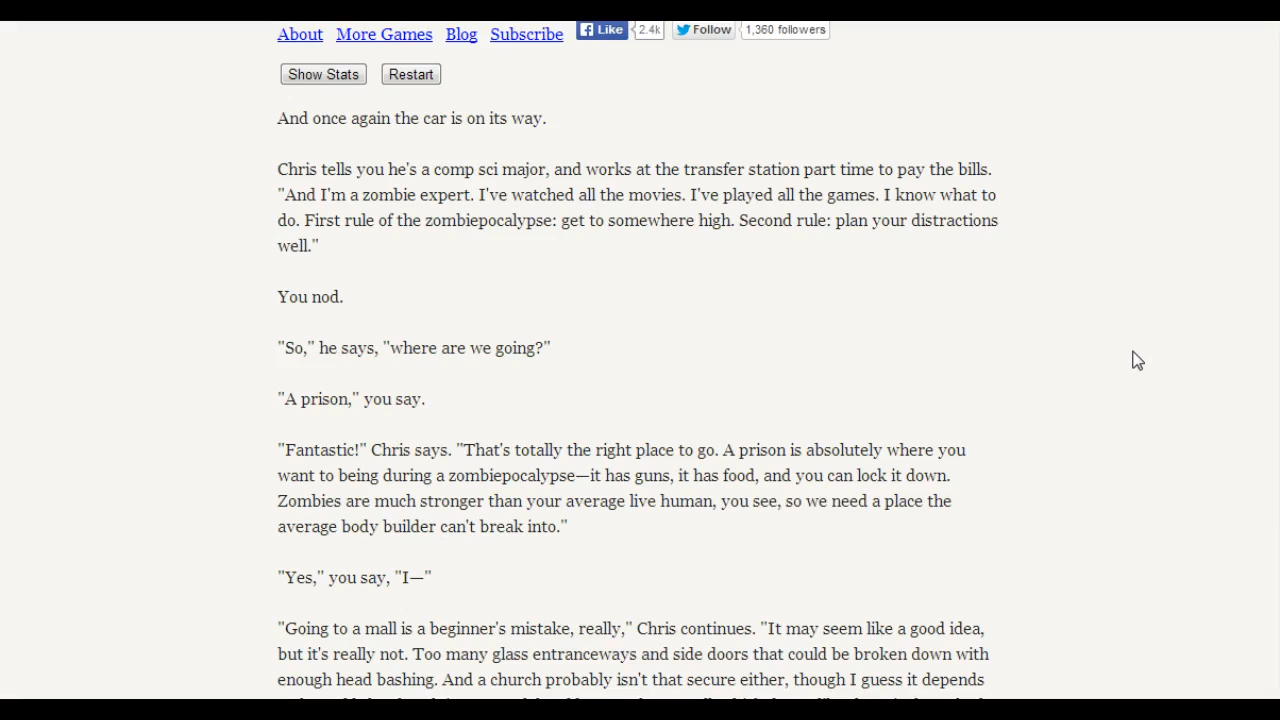 About More Games Blog Subscribe Like 2.4k Follow 1,360 followers
Show Stats Restart
And once again the car is on its way.
Chris tells you he's a comp sci major, and works at the transfer station part time to pay the bills.
"And I'm a zombie expert. I've watched all the movies. I've played all the games. I know what to
do. First rule of the zombiepocalypse: get to somewhere high. Second rule: plan your distractions
well."
You nod.
"So," he says, "where are we going?"
"A prison," you say.
"Fantastic!" Chris says. "That's totally the right place to go. A prison is absolutely where you
want to being during a zombiepocalypse—it has guns, it has food, and you can lock it down.
Zombies are much stronger than your average live human, you see, so we need a place the
average body builder can't break into."
"Yes," you say, "I—"
"Going to a mall is a beginner's mistake, really," Chris continues. "It may seem like a good idea,
but it's really not. Too many glass entranceways and side doors that could be broken down with
enough head bashing. And a church probably isn't that secure either, though I guess it depends